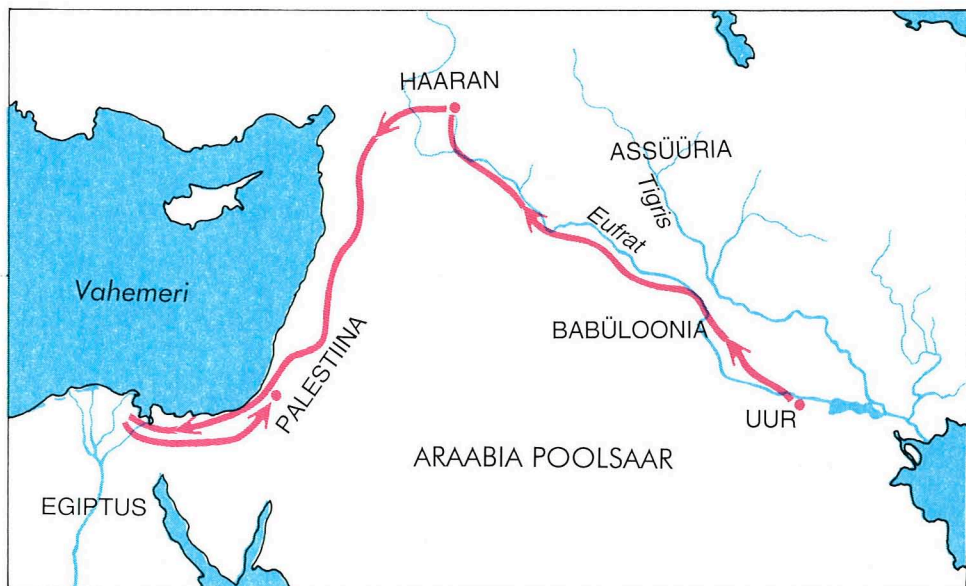 HAARAN
ASSÜÜRIA
Tigris
Eufrat
Vahemeri
PALESTIINA
BABÜLOONIA
UUR
ARAABIA POOLSAAR
EGIPTUS